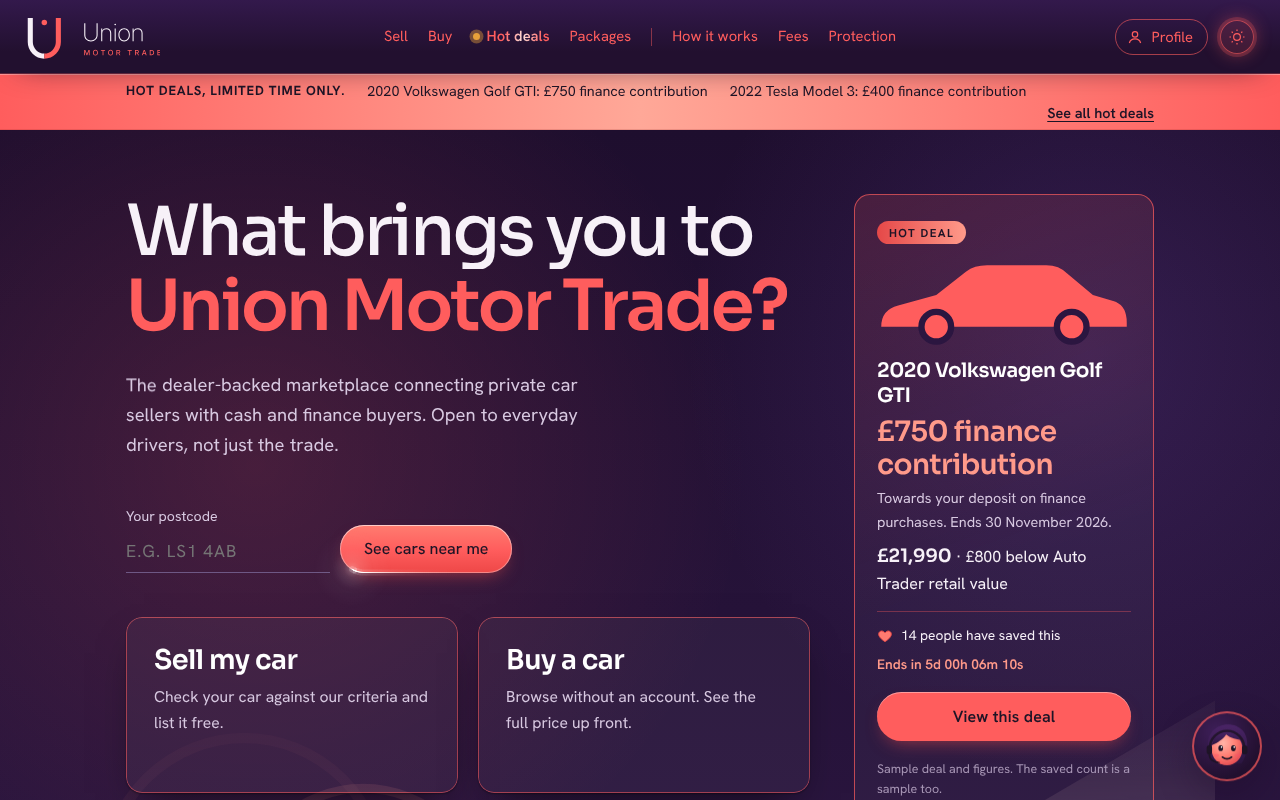 Union
MOTOR TRADE
Sell
Buy
Hot deals
Packages
How it works
Fees
Protection
Profile
HOT DEALS, LIMITED TIME ONLY.
2020 Volkswagen Golf GTI: £750 finance contribution
2022 Tesla Model 3: £400 finance contribution
See all hot deals
What brings you to
Union Motor Trade?
The dealer-backed marketplace connecting private car
sellers with cash and finance buyers. Open to everyday
drivers, not just the trade.
Your postcode
E.G. LS1 4AB
See cars near me
Sell my car
Check your car against our criteria and
list it free.
Buy a car
Browse without an account. See the
full price up front.
HOT DEAL
2020 Volkswagen Golf
GTI
£750 finance
contribution
Towards your deposit on finance
purchases. Ends 30 November 2026.
£21,990 · £800 below Auto
Trader retail value
14 people have saved this
Ends in 5d 00h 06m 10s
View this deal
Sample deal and figures. The saved count is a
sample too.